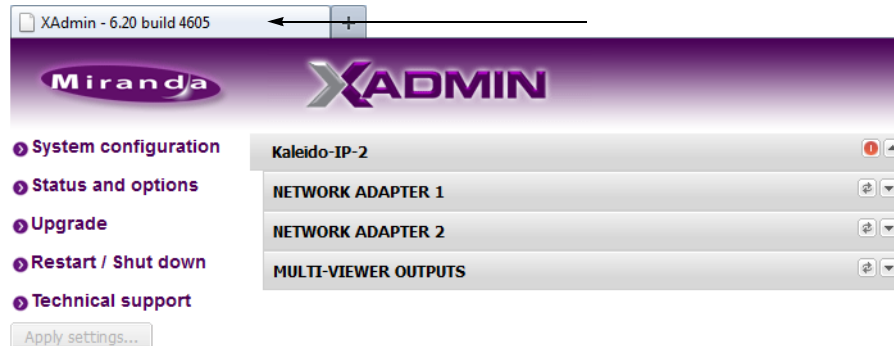 XAdmin - 6.20 build 4605
Miranda
XADMIN
System configuration
Status and options
Upgrade
Restart / Shut down
Technical support
Apply settings...
Kaleido-IP-2
NETWORK ADAPTER 1
NETWORK ADAPTER 2
MULTI-VIEWER OUTPUTS